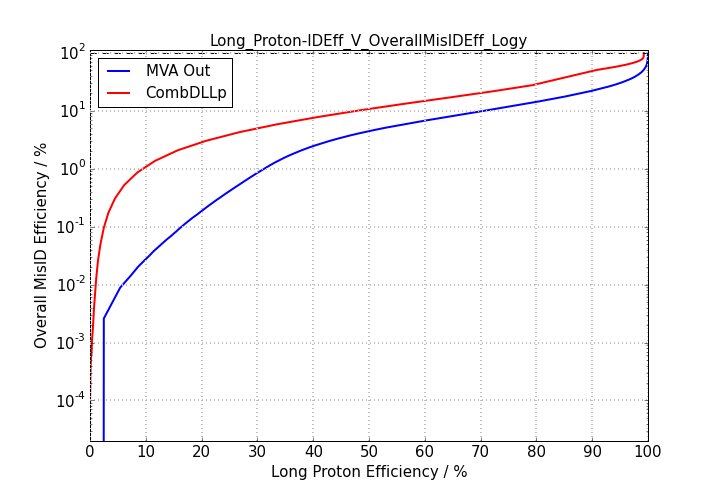 Long_Proton-IDEff_V_OverallMisIDEff_Logy
MVA Out
CombDLLp
10^2
10^1
10^0
10^-1
10^-2
10^-3
10^-4
Overall MisID Efficiency / %
0 10 20 30 40 50 60 70 80 90 100
Long Proton Efficiency / %